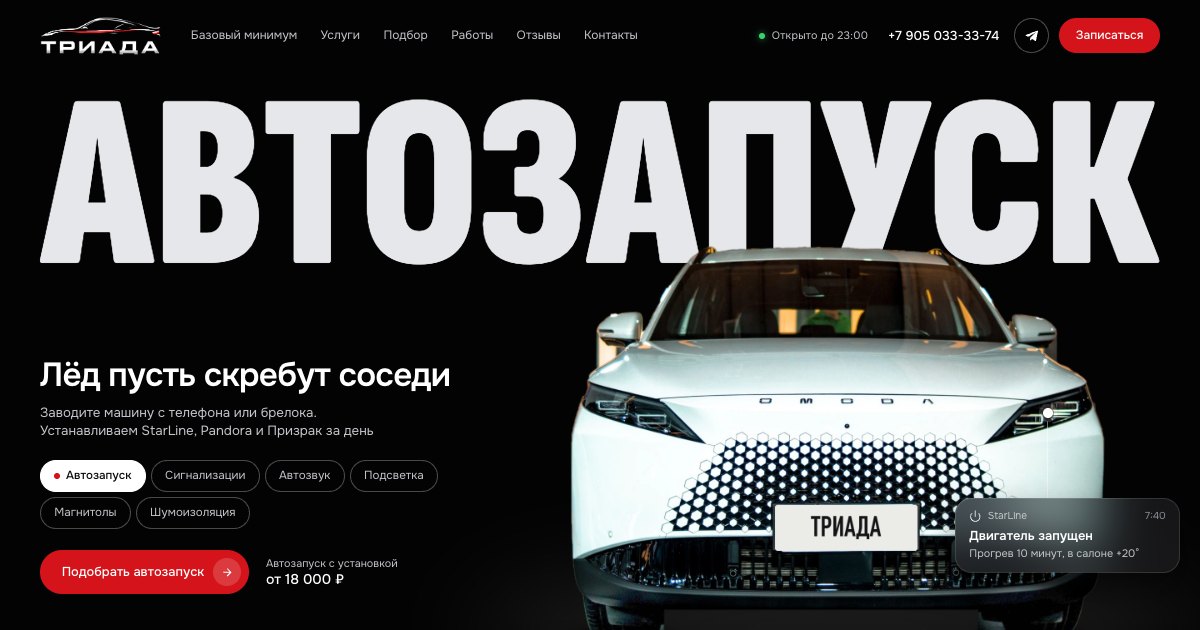 ТРИАДА
Базовый минимум Услуги Подбор Работы Отзывы Контакты
Открыто до 23:00
+7 905 033-33-74
Записаться
АВТОЗАПУСК
Лёд пусть скребут соседи
Заводите машину с телефона или брелока.
Устанавливаем StarLine, Pandora и Призрак за день
Автозапуск Сигнализации Автозвук Подсветка
Магнитолы Шумоизоляция
Подобрать автозапуск
Автозапуск с установкой
от 18 000 ₽
OMODA
ТРИАДА
StarLine 7:40
Двигатель запущен
Прогрев 10 минут, в салоне +20°